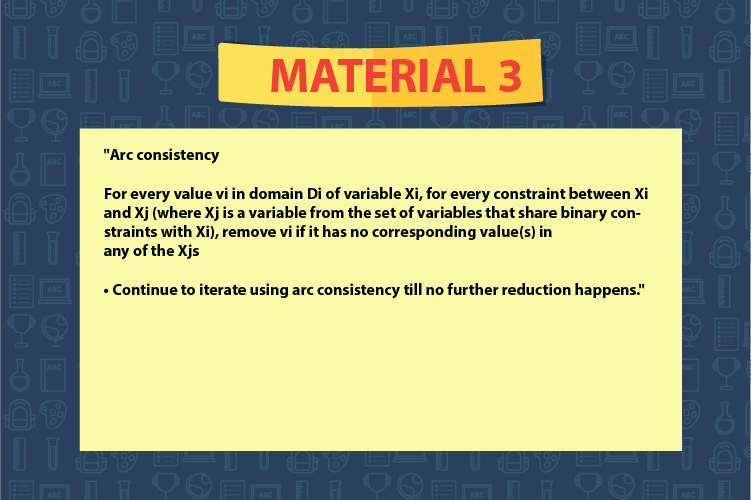 MATERIAL 3
"Arc consistency
For every value vi in domain Di of variable Xi, for every constraint between Xi
and Xj (where Xj is a variable from the set of variables that share binary con-
straints with Xi), remove vi if it has no corresponding value(s) in
any of the Xjs
• Continue to iterate using arc consistency till no further reduction happens."